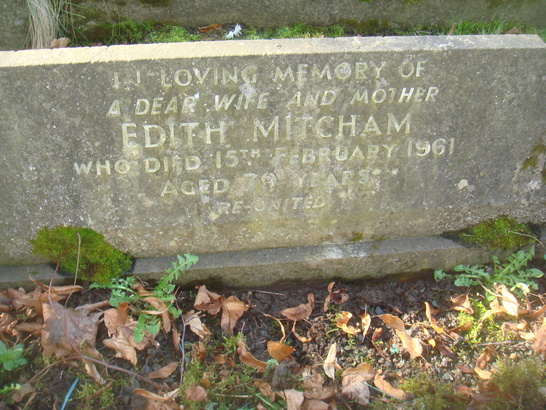 IN LOVING MEMORY OF
A DEAR WIFE AND MOTHER
EDITH MITCHAM
WHO DIED 15TH FEBRUARY 1961
AGED 70 YEARS
RE-UNITED